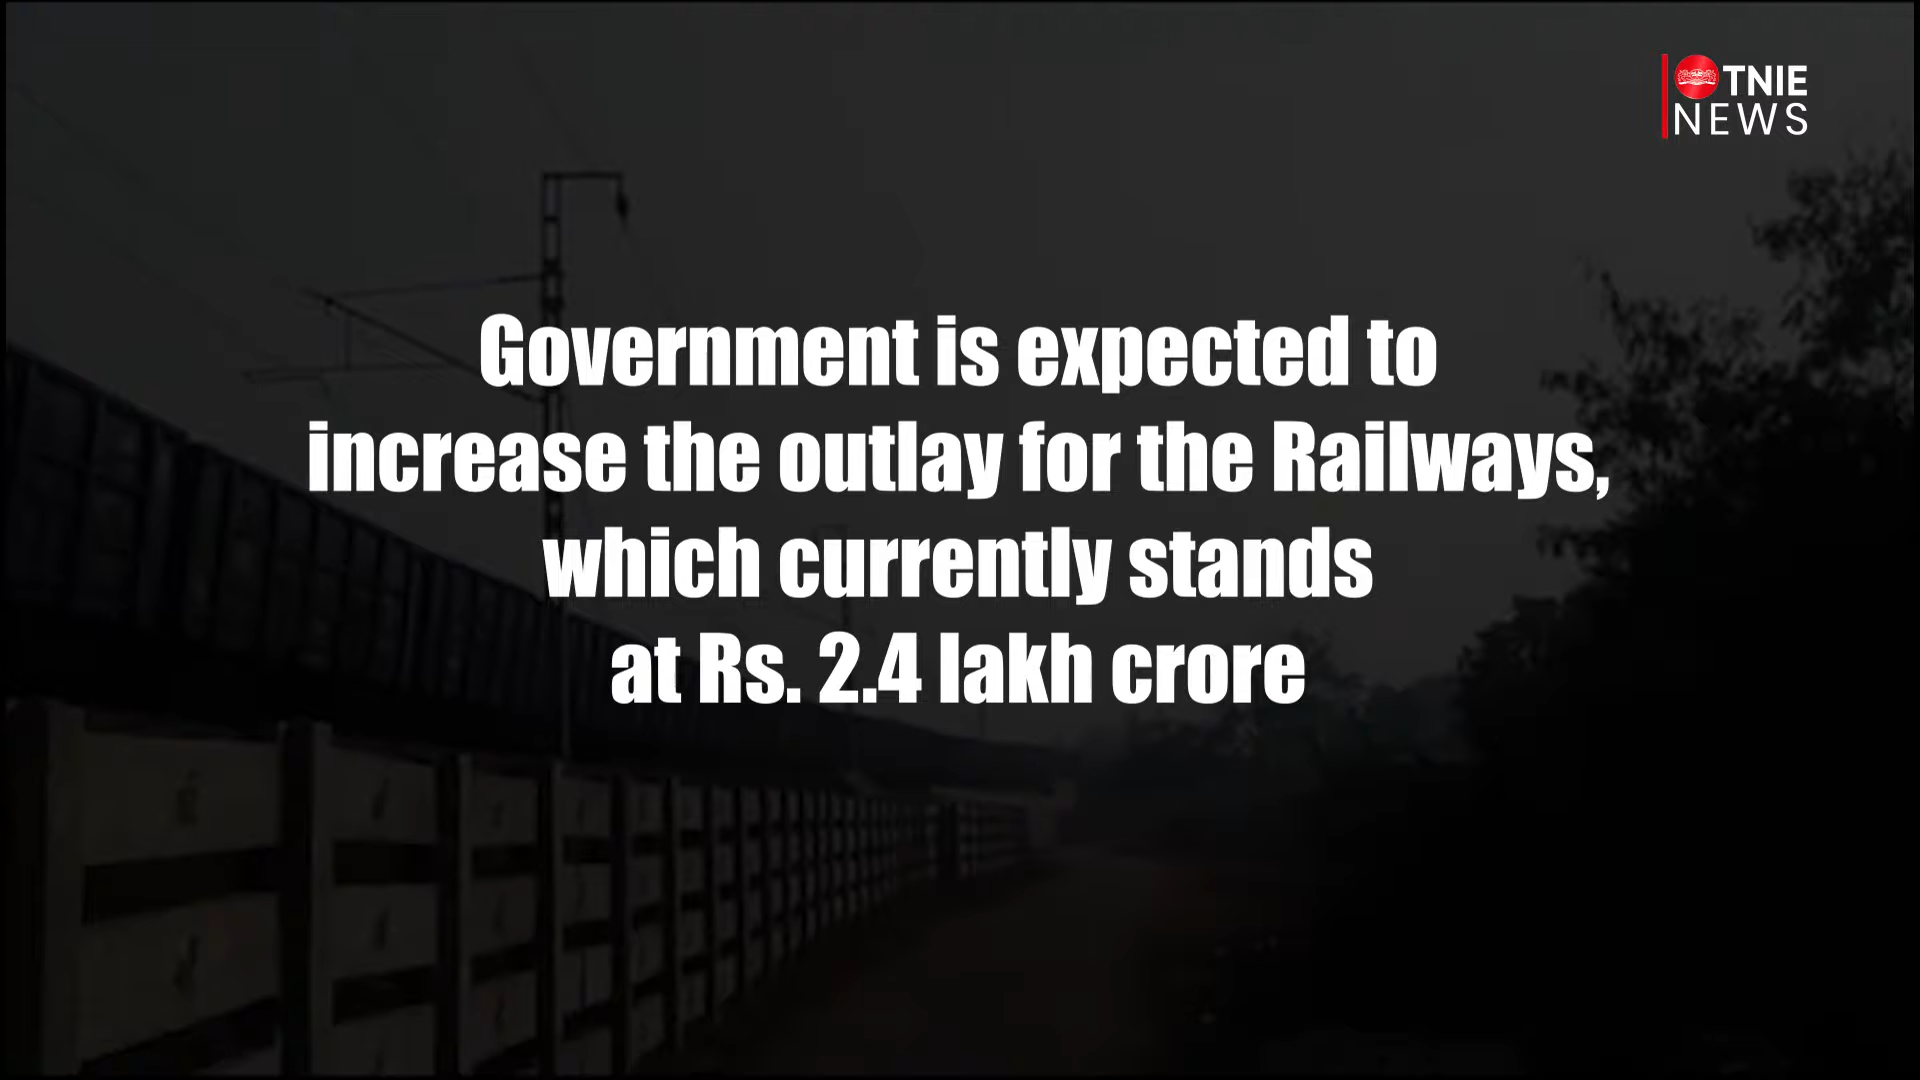 TNIE
NEWS
Government is expected to
increase the outlay for the Railways,
which currently stands
at Rs. 2.4 lakh crore